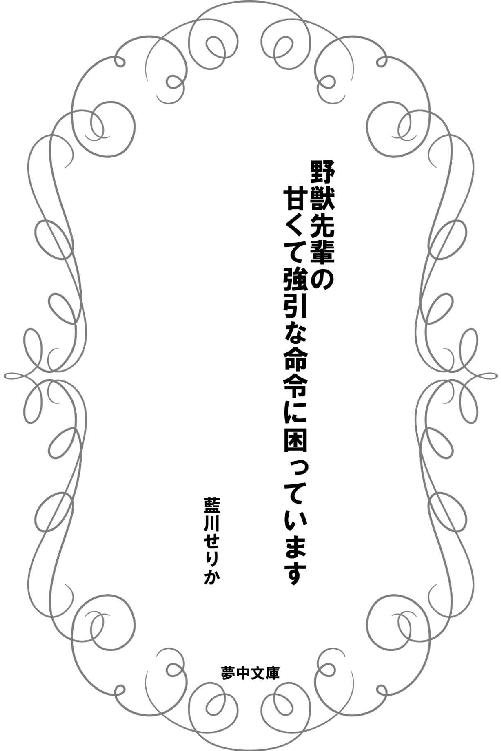 野獣先輩の
甘くて強引な命令に困っています
藍川せりか
夢中文庫